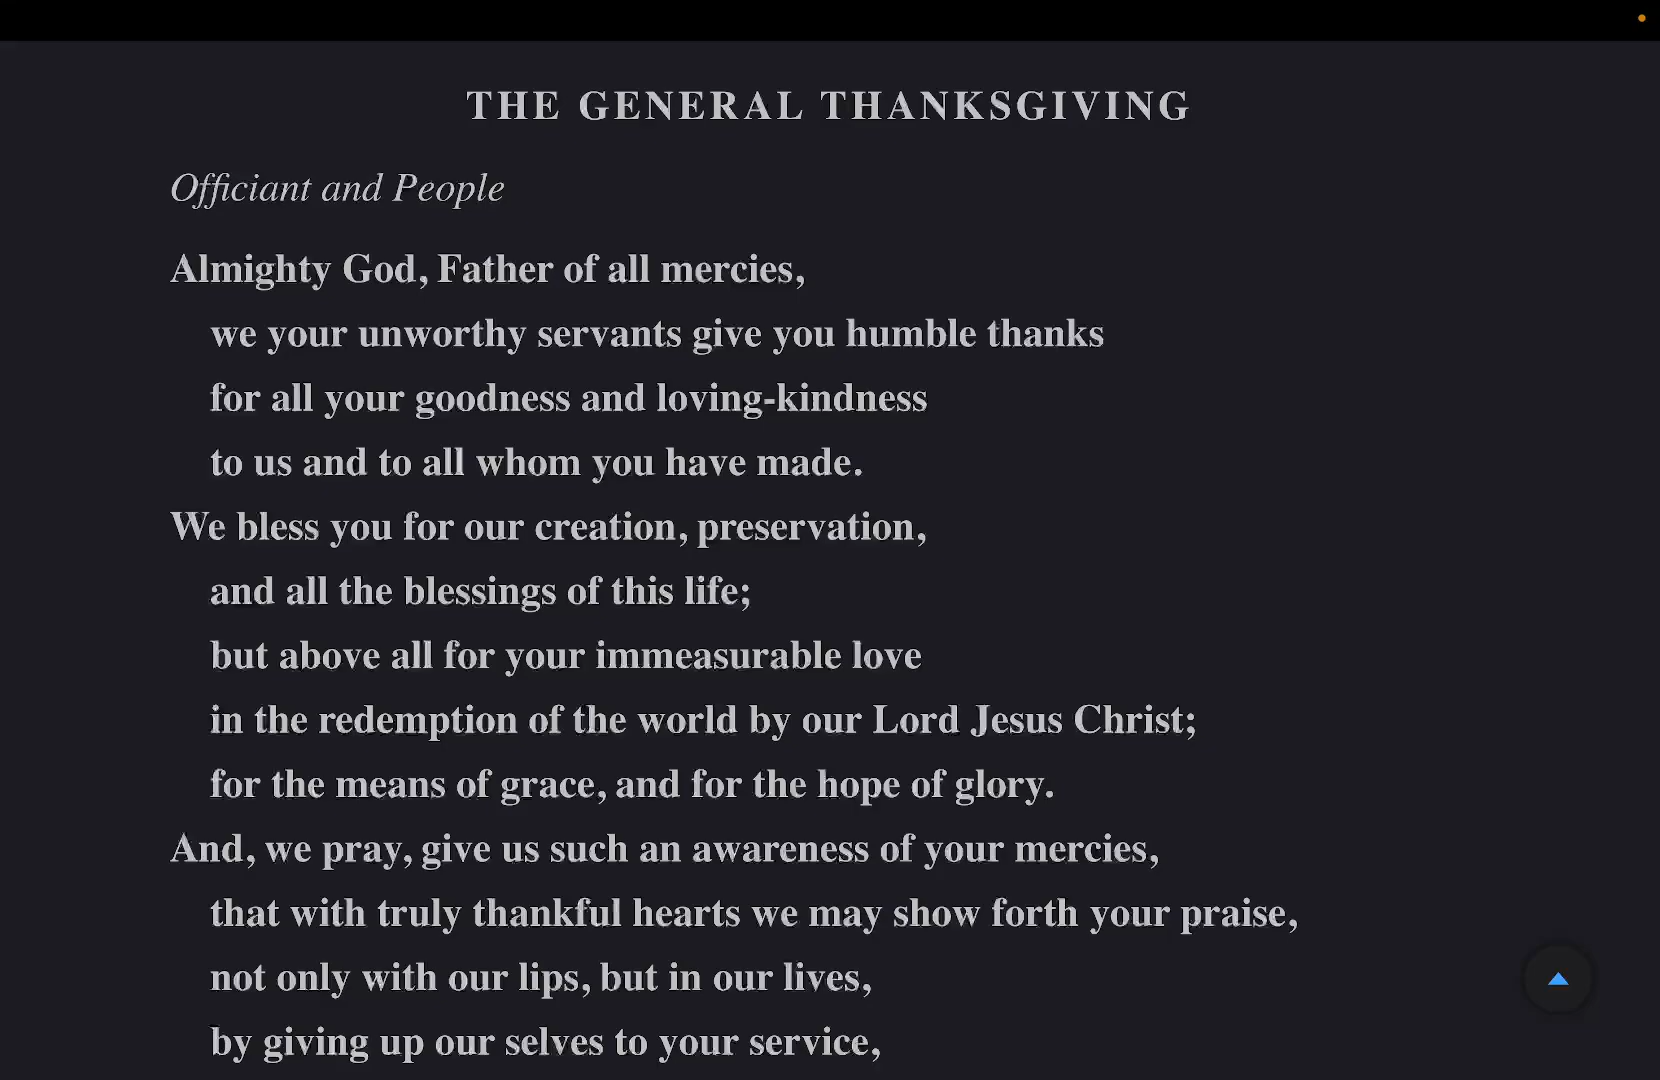 THE GENERAL THANKSGIVING
Officiant and People
Almighty God, Father of all mercies,
we your unworthy servants give you humble thanks
for all your goodness and loving-kindness
to us and to all whom you have made.
We bless you for our creation, preservation,
and all the blessings of this life;
but above all for your immeasurable love
in the redemption of the world by our Lord Jesus Christ;
for the means of grace, and for the hope of glory.
And, we pray, give us such an awareness of your mercies,
that with truly thankful hearts we may show forth your praise,
not only with our lips, but in our lives,
by giving up our selves to your service,